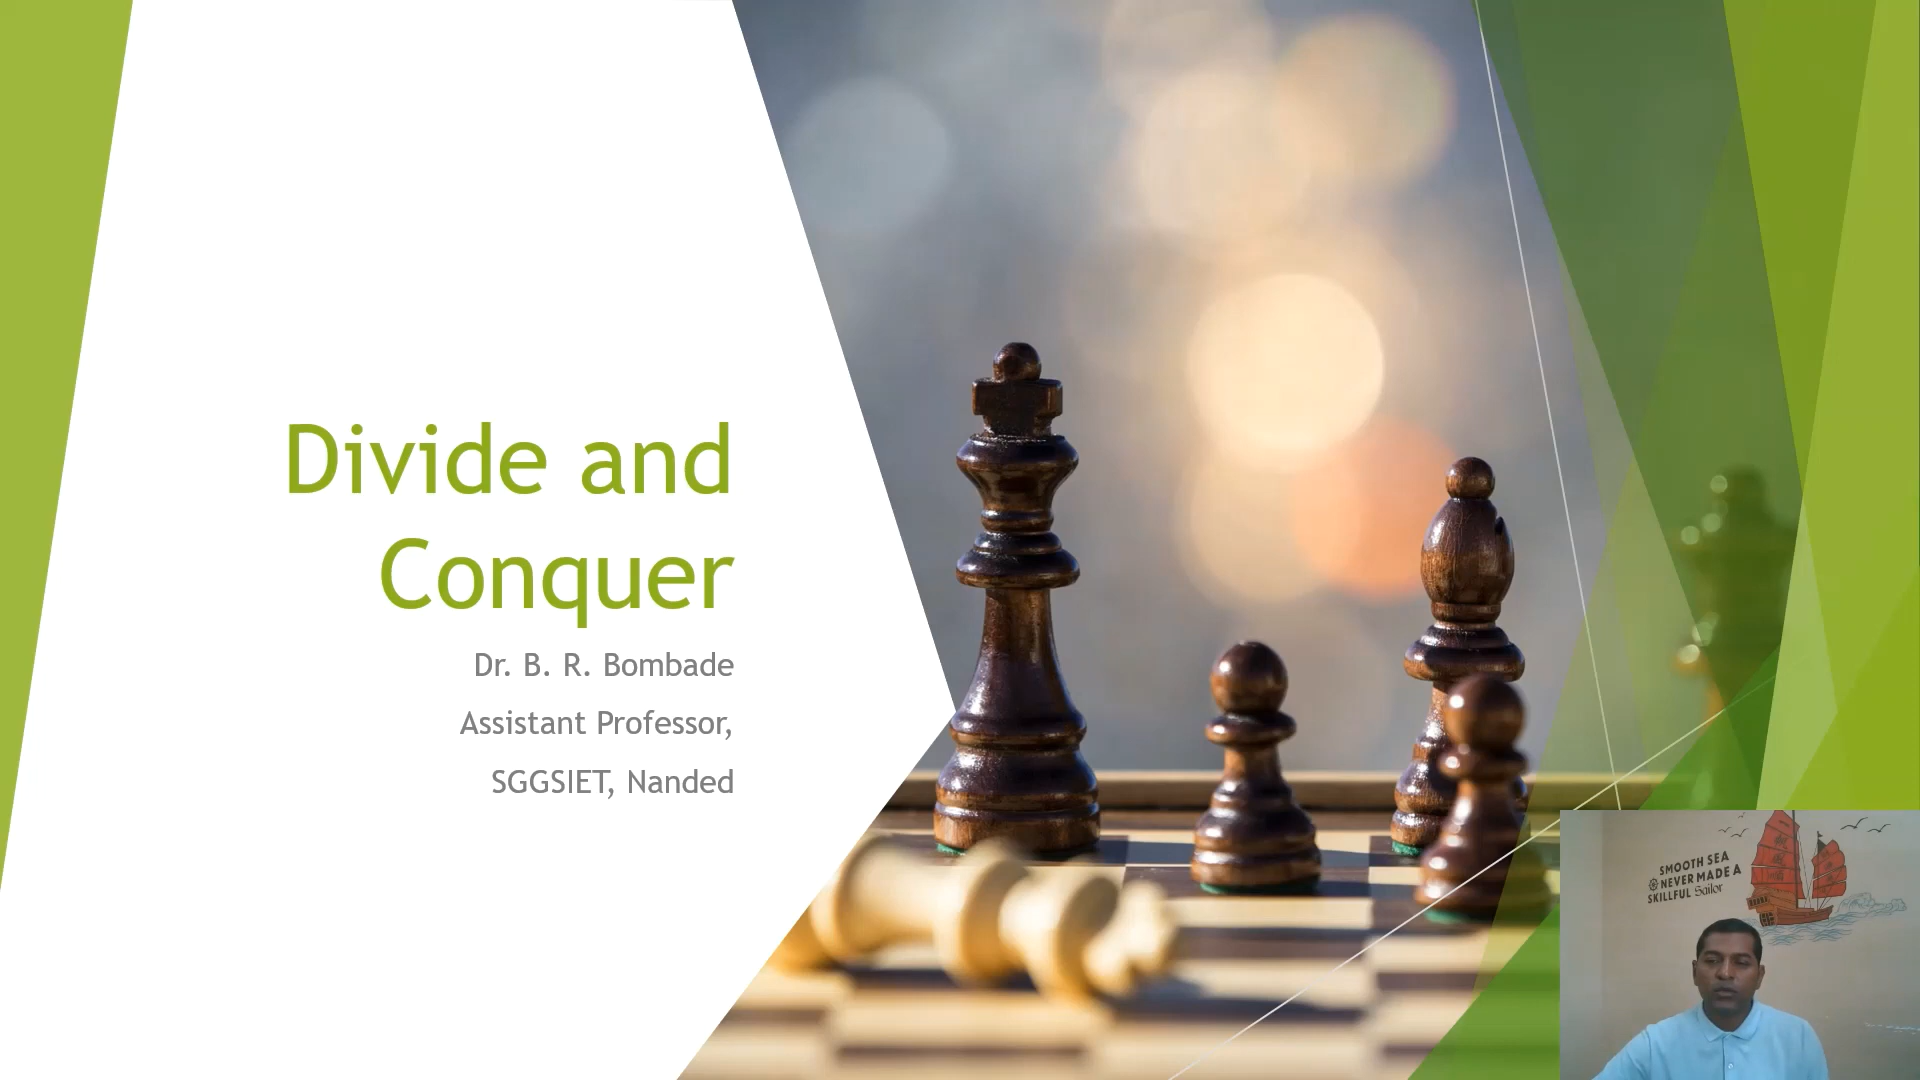 Divide and
Conquer
Dr. B. R. Bombade
Assistant Professor,
SGGSIET, Nanded
SMOOTH SEA
NEVER MADE A
SKILLFUL Sailor